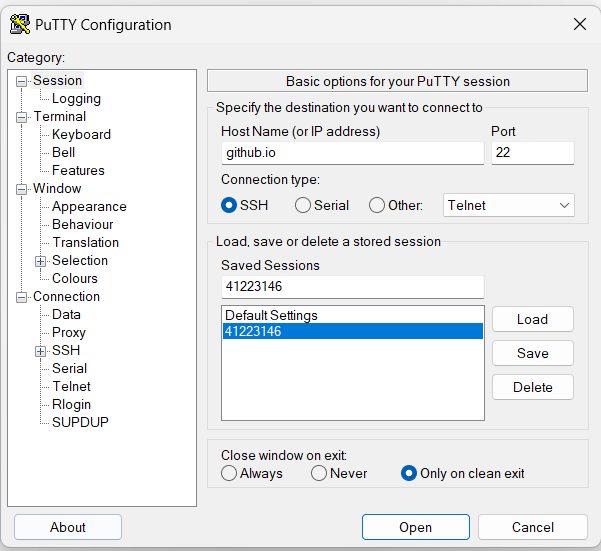 PuTTY Configuration
Category:
Session
Logging
Terminal
Keyboard
Bell
Features
Window
Appearance
Behaviour
Translation
Selection
Colours
Connection
Data
Proxy
SSH
Serial
Telnet
Rlogin
SUPDUP
Basic options for your PuTTY session
Specify the destination you want to connect to
Host Name (or IP address) Port
github.io 22
Connection type:
SSH Serial Other: Telnet
Load, save or delete a stored session
Saved Sessions
41223146
Default Settings
41223146
Load
Save
Delete
Close window on exit:
Always Never Only on clean exit
About Open Cancel